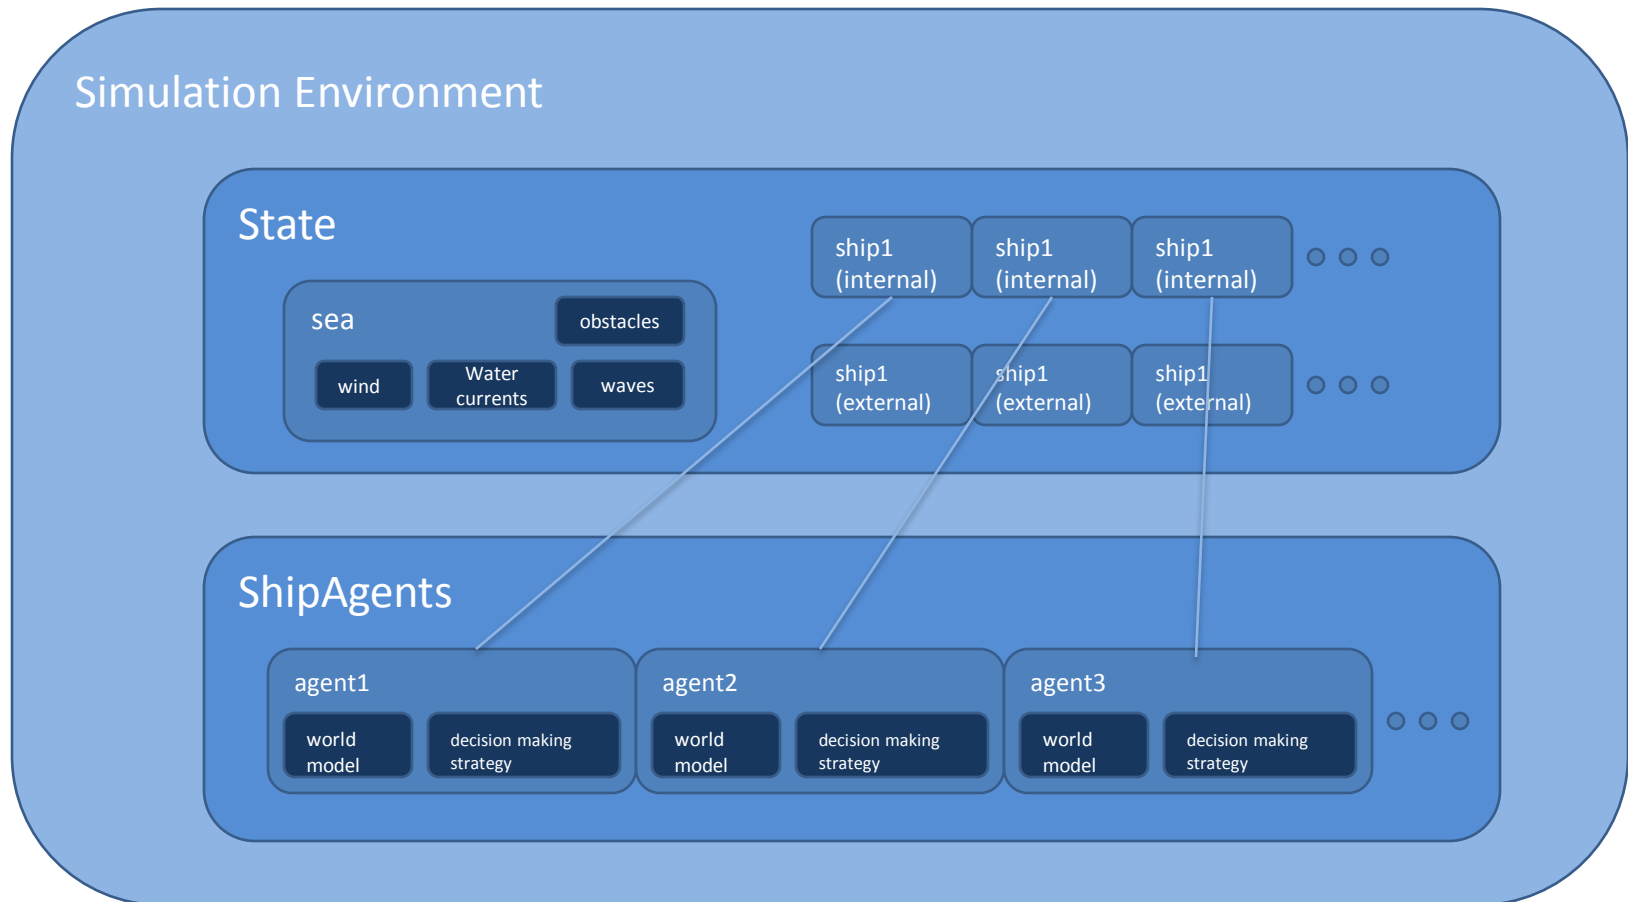 Simulation Environment
State
ship1
(internal)
ship1
(internal)
ship1
(internal)
sea
obstacles
wind
Water
currents
waves
ship1
(external)
ship1
(external)
ship1
(external)
ShipAgents
agent1
world
model
decision making
strategy
agent2
world
model
decision making
strategy
agent3
world
model
decision making
strategy